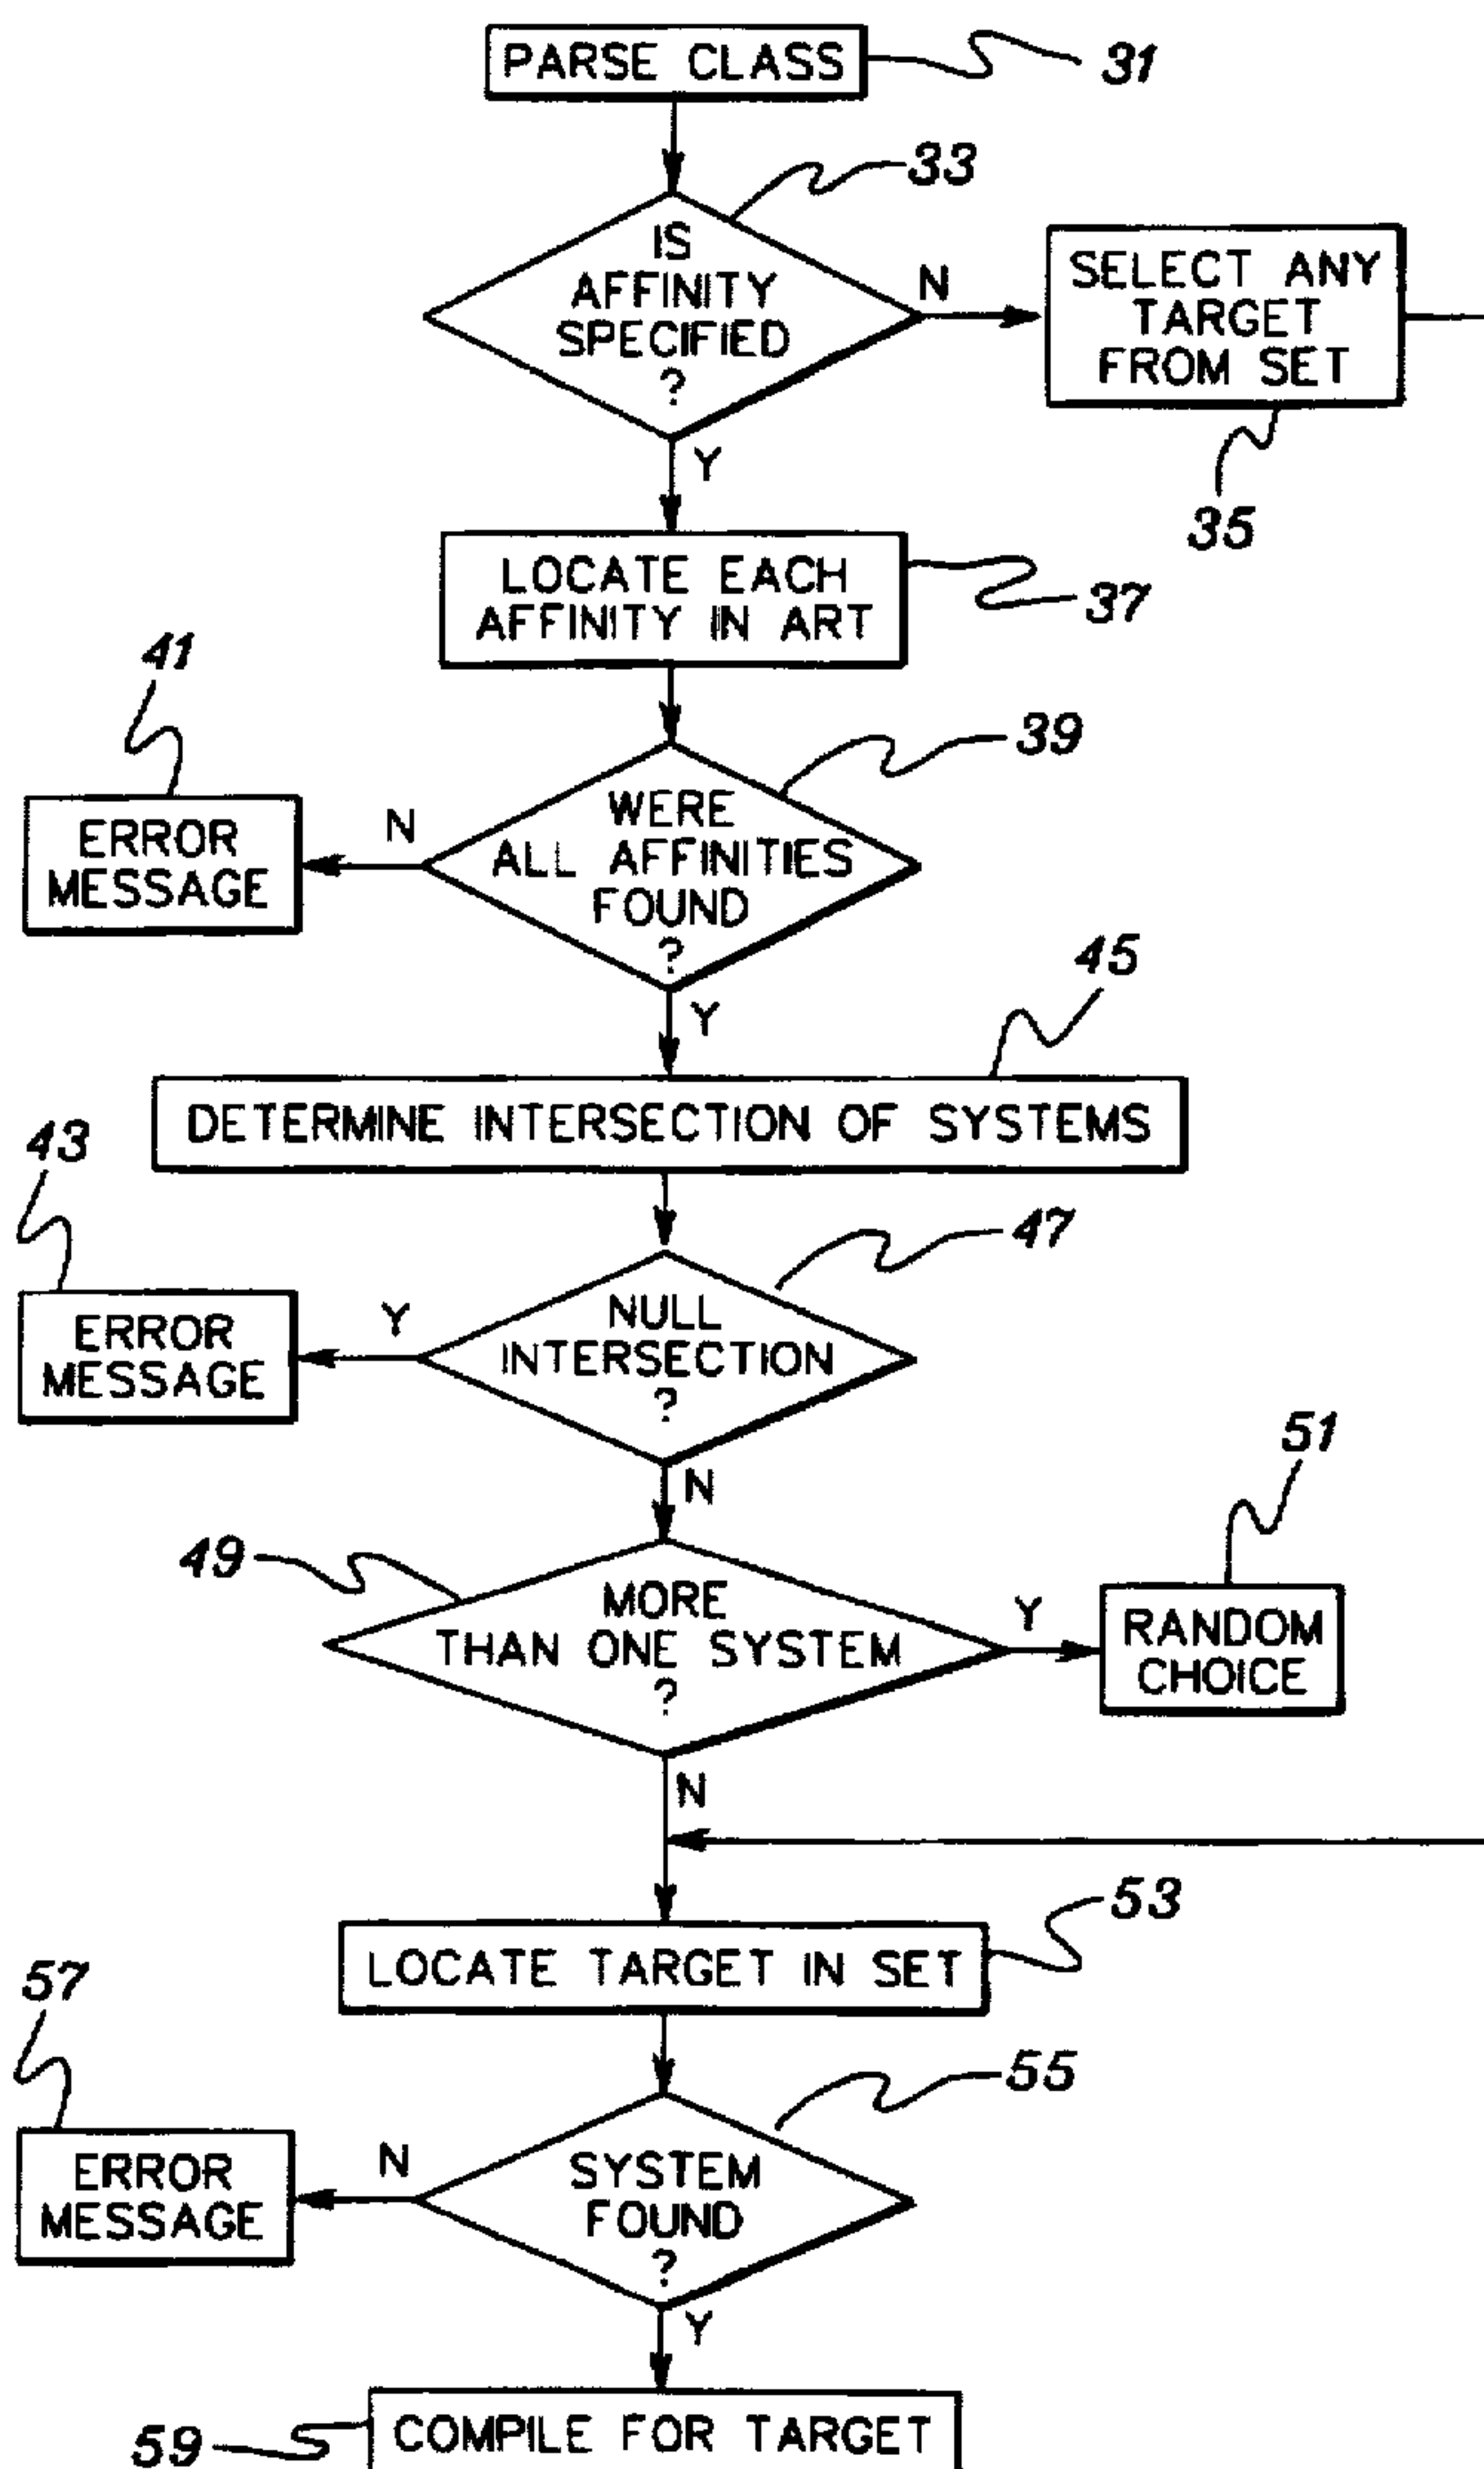 PARSE CLASS
31
33
IS
AFFINITY
SPECIFIED
?
N
SELECT ANY
TARGET
FROM SET
35
Y
LOCATE EACH
AFFINITY IN ART
37
41
39
ERROR
MESSAGE
N
WERE
ALL AFFINITIES
FOUND
?
45
Y
DETERMINE INTERSECTION OF SYSTEMS
43
47
ERROR
MESSAGE
Y
NULL
INTERSECTION
?
51
N
49
MORE
THAN ONE SYSTEM
?
Y
RANDOM
CHOICE
N
53
LOCATE TARGET IN SET
57
55
ERROR
MESSAGE
N
SYSTEM
FOUND
?
Y
59
COMPILE FOR TARGET